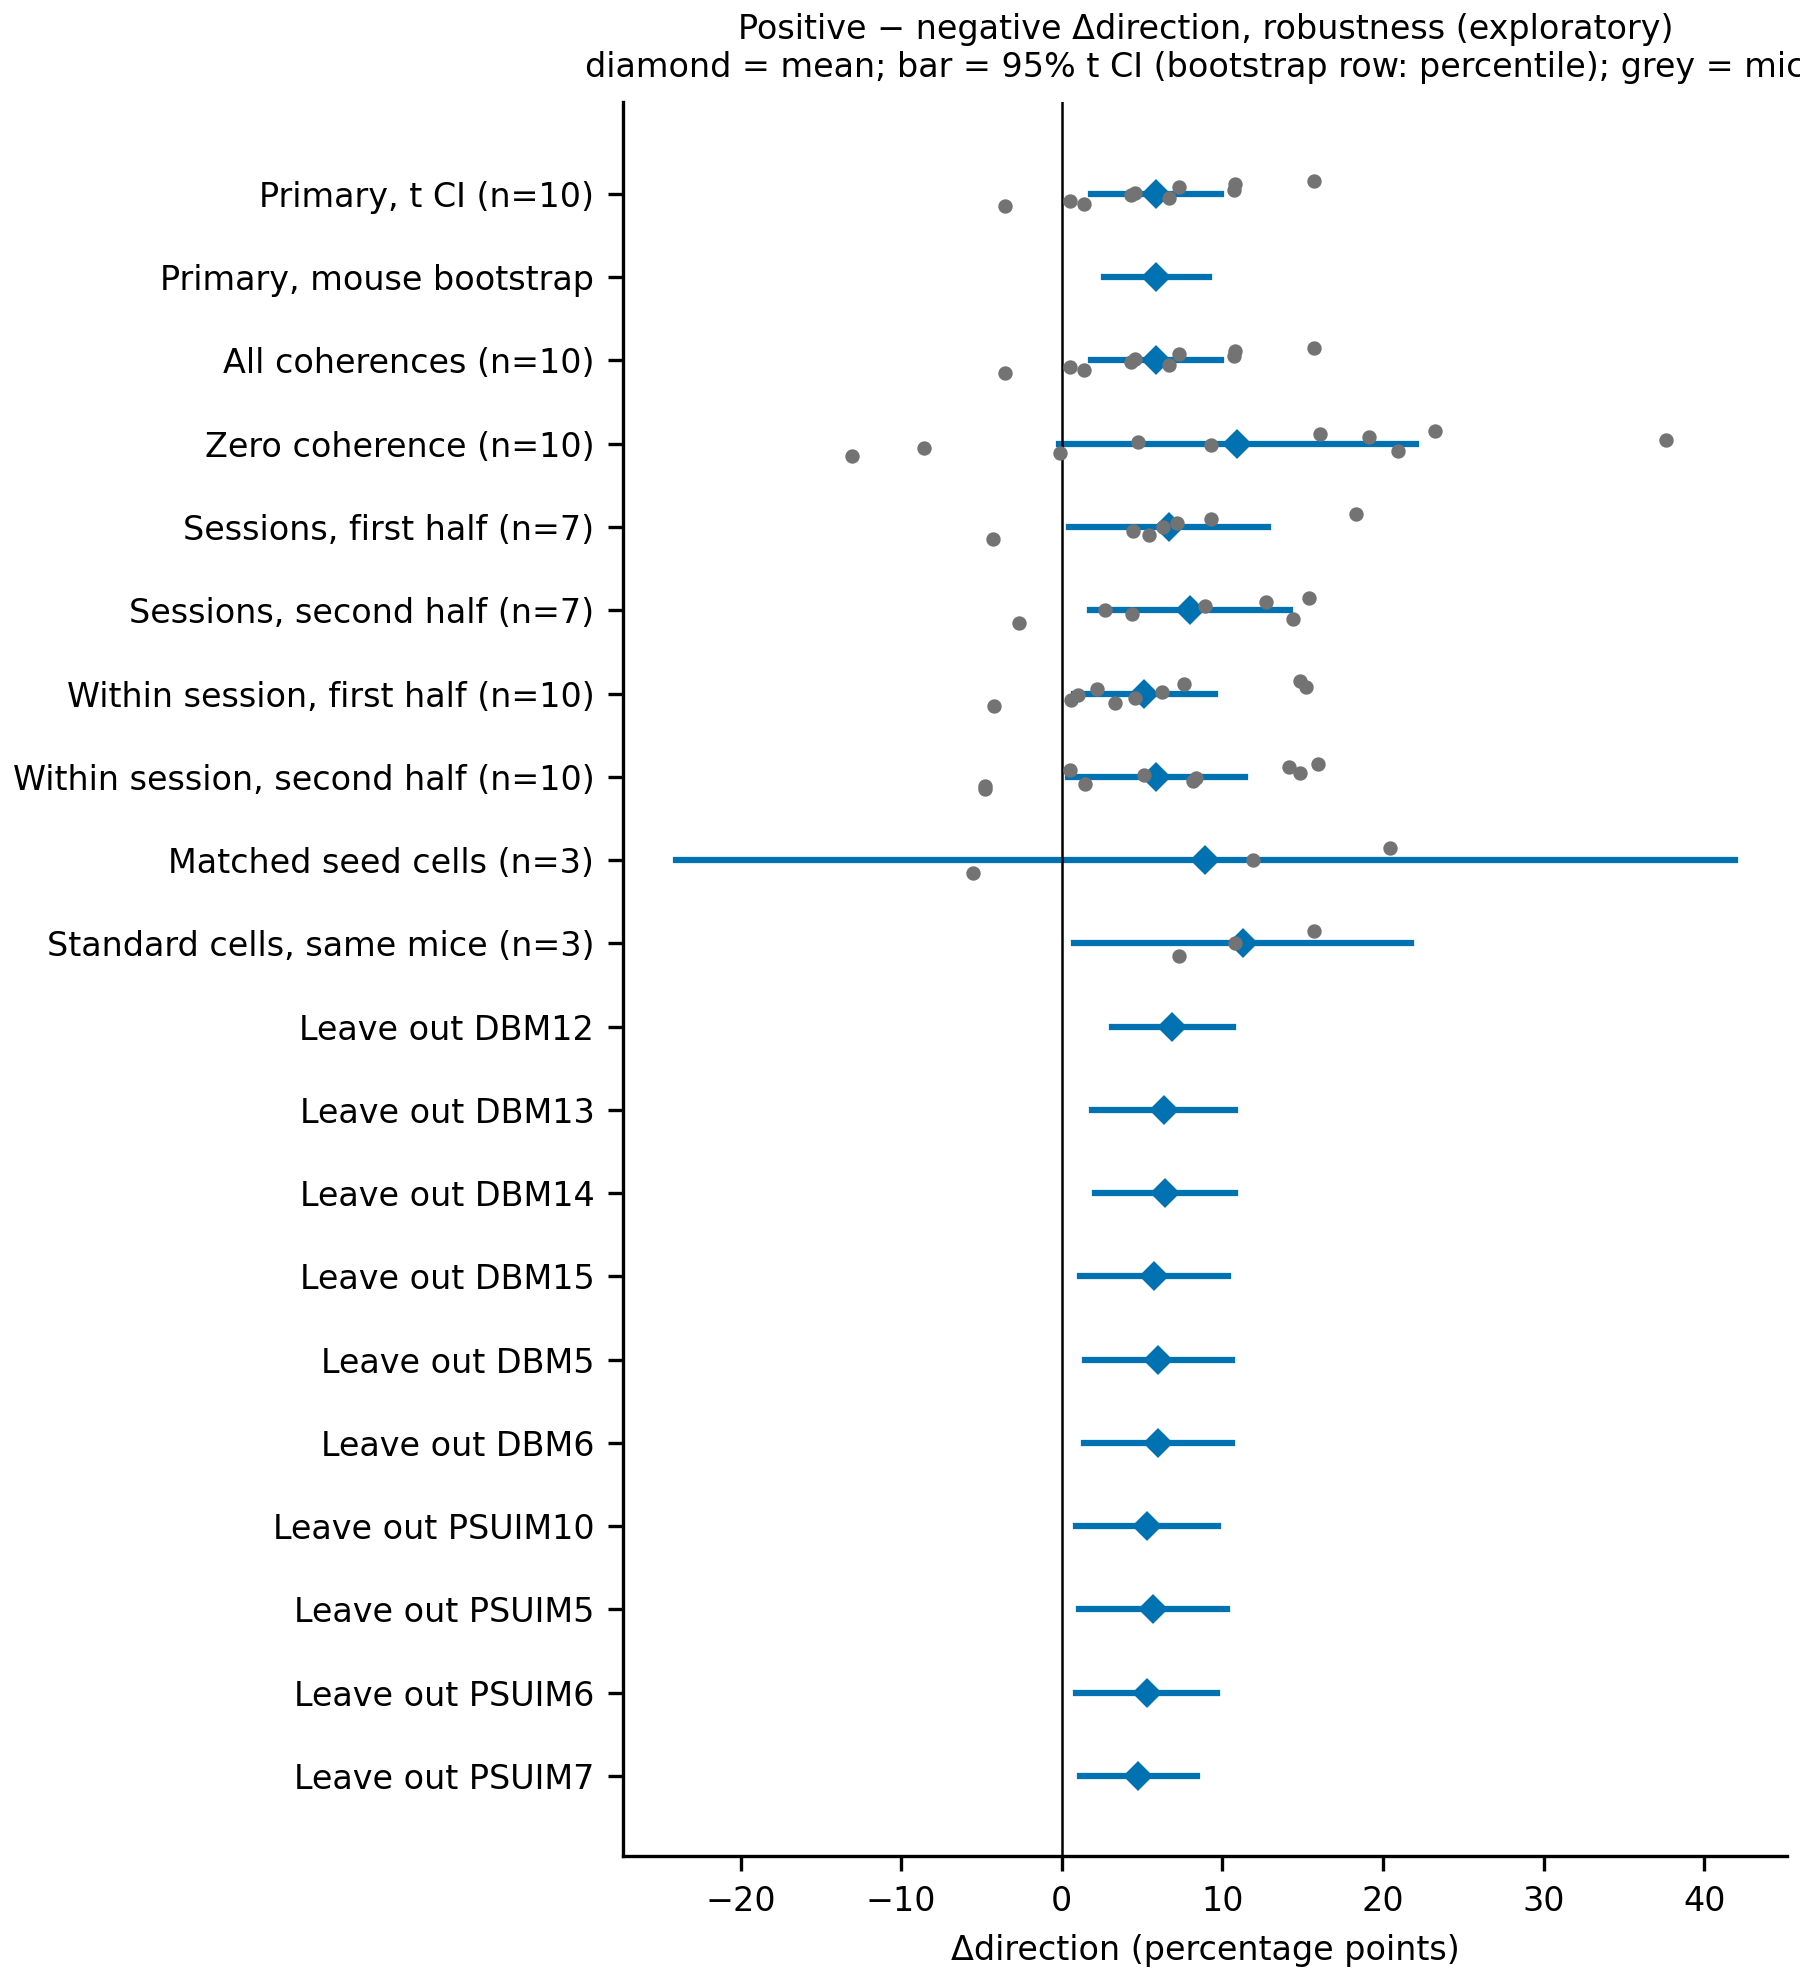 Positive − negative Δdirection, robustness (exploratory)
diamond = mean; bar = 95% t CI (bootstrap row: percentile); grey = mic
Primary, t CI (n=10)
Primary, mouse bootstrap
All coherences (n=10)
Zero coherence (n=10)
Sessions, first half (n=7)
Sessions, second half (n=7)
Within session, first half (n=10)
Within session, second half (n=10)
Matched seed cells (n=3)
Standard cells, same mice (n=3)
Leave out DBM12
Leave out DBM13
Leave out DBM14
Leave out DBM15
Leave out DBM5
Leave out DBM6
Leave out PSUIM10
Leave out PSUIM5
Leave out PSUIM6
Leave out PSUIM7
−20 −10 0 10 20 30 40
Δdirection (percentage points)